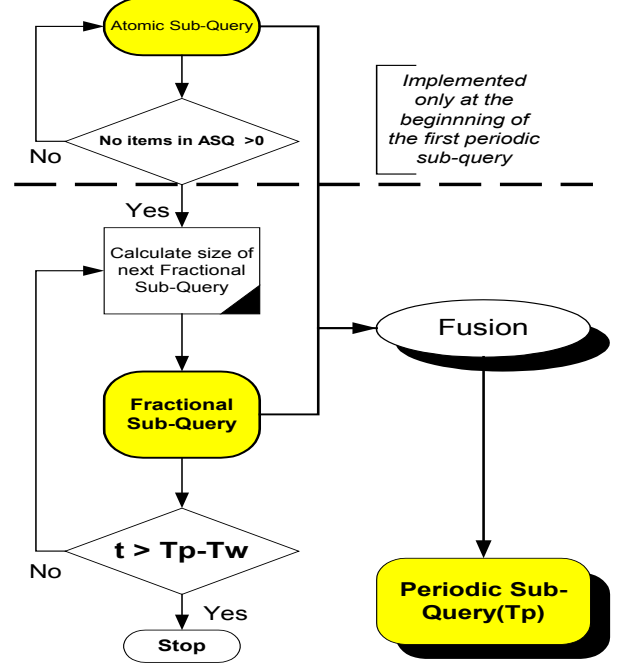 Atomic Sub-Query
No items in ASQ >0
No
Implemented
only at the
beginnning of
the first periodic
sub-query
Yes
Calculate size of
next Fractional
Sub-Query
Fusion
Fractional
Sub-Query
t > Tp-Tw
No
Yes
Stop
Periodic Sub-
Query(Tp)